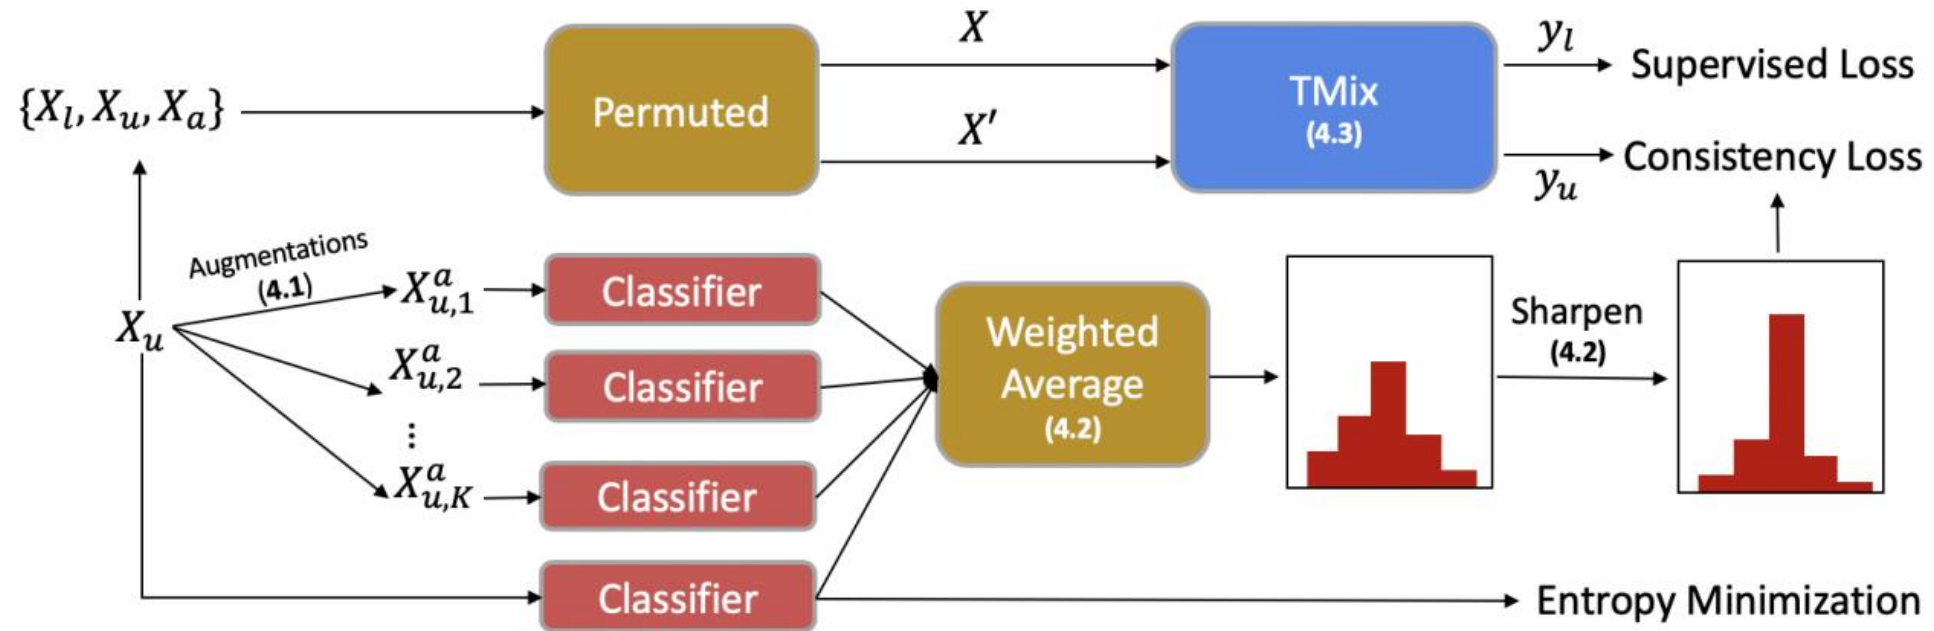 {X_l, X_u, X_a}
Permuted
X
X′
TMix
(4.3)
y_l
Supervised Loss
y_u
Consistency Loss
Augmentations
(4.1)
X_u
X^a_{u,1}
Classifier
X^a_{u,2}
Classifier
⋮
X^a_{u,K}
Classifier
Classifier
Weighted
Average
(4.2)
Sharpen
(4.2)
Entropy Minimization